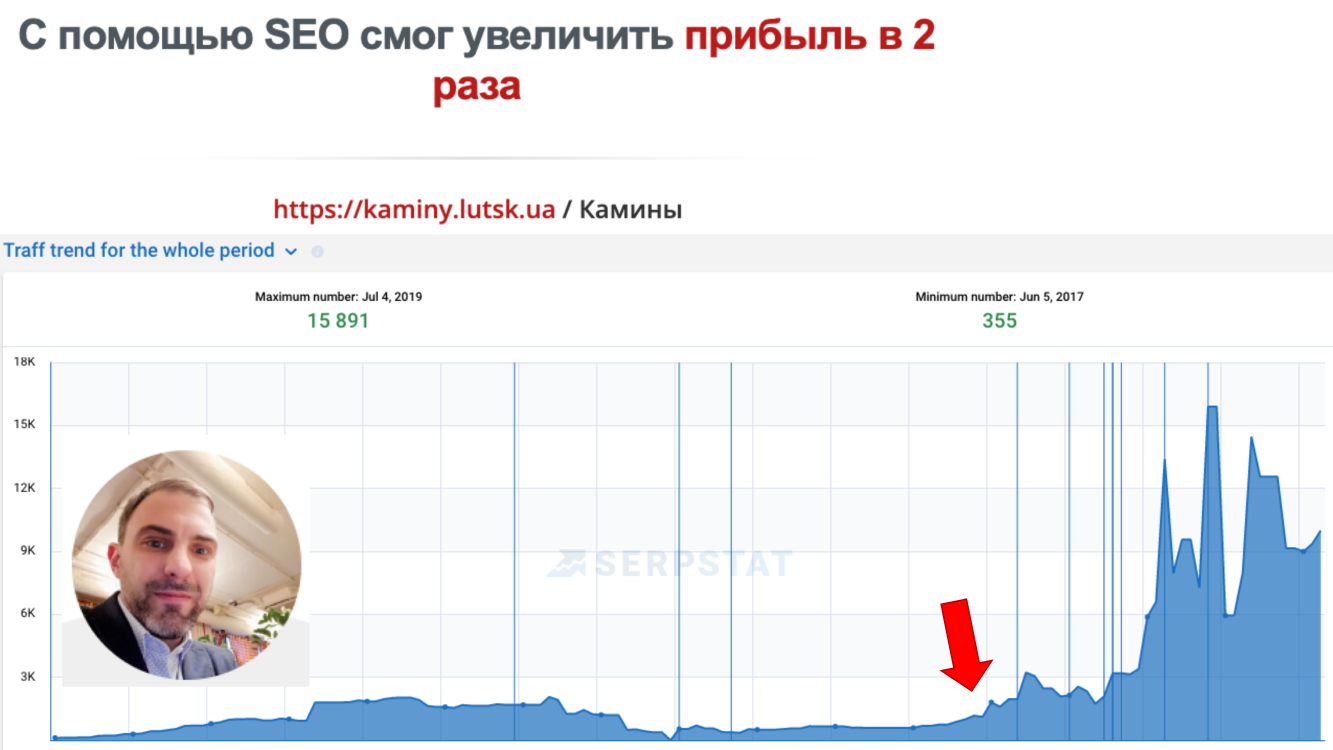 С помощью SEO смог увеличить прибыль в 2
раза
https://kaminy.lutsk.ua / Камины
Traff trend for the whole period
Maximum number: Jul 4, 2019
15 891
Minimum number: Jun 5, 2017
355
18K
15K
12K
9K
6K
3K
SERPSTAT